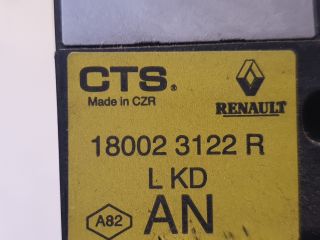 CTS.
Made in CZR
RENAULT
18002 3122 R
L KD
A82
AN